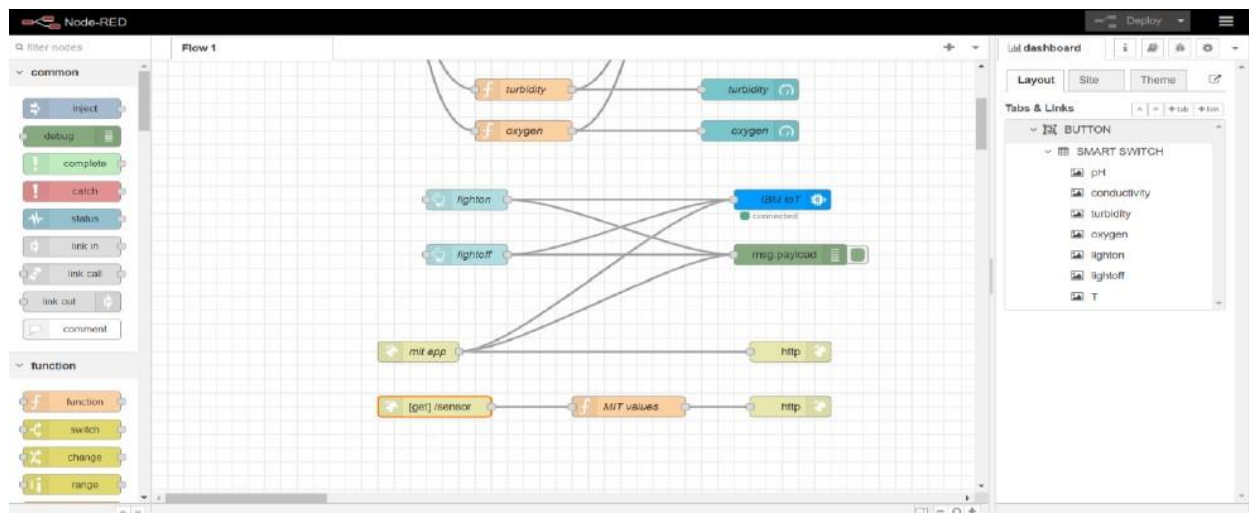 Node-RED
Deploy
filter nodes
Flow 1
dashboard
common
Layout Site Theme
inject
Tabs & Links
+ tab + link
debug
BUTTON
complete
SMART SWITCH
catch
pH
status
conductivity
link in
turbidity
link call
oxygen
link out
lighton
comment
lightoff
T
function
function
switch
change
range
turbidity turbidity
oxygen oxygen
lighton IBM IoT
connected
lightoff msg.payload
mit app http
[get] /sensor MIT values http